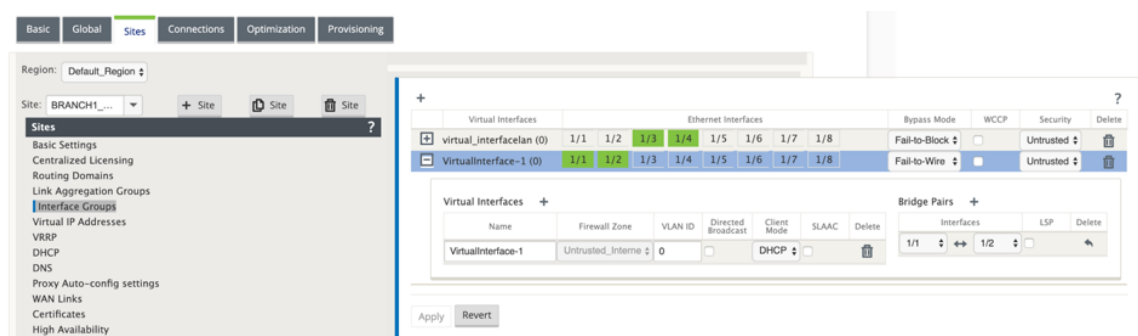 Basic Global Sites Connections Optimization Provisioning
Region: Default_Region
Site: BRANCH1_... + Site Site Site
Sites ?
Basic Settings
Centralized Licensing
Routing Domains
Link Aggregation Groups
Interface Groups
Virtual IP Addresses
VRRP
DHCP
DNS
Proxy Auto-config settings
WAN Links
Certificates
High Availability
+ ?
Virtual Interfaces Ethernet Interfaces Bypass Mode WCCP Security Delete
+ virtual_interfacelan (0) 1/1 1/2 1/3 1/4 1/5 1/6 1/7 1/8 Fail-to-Block Untrusted
− VirtualInterface-1 (0) 1/1 1/2 1/3 1/4 1/5 1/6 1/7 1/8 Fail-to-Wire Untrusted
Virtual Interfaces +
Name Firewall Zone VLAN ID Directed Broadcast Client Mode SLAAC Delete
VirtualInterface-1 Untrusted_Interne 0 DHCP
Bridge Pairs +
Interfaces LSP Delete
1/1 ↔ 1/2
Apply Revert